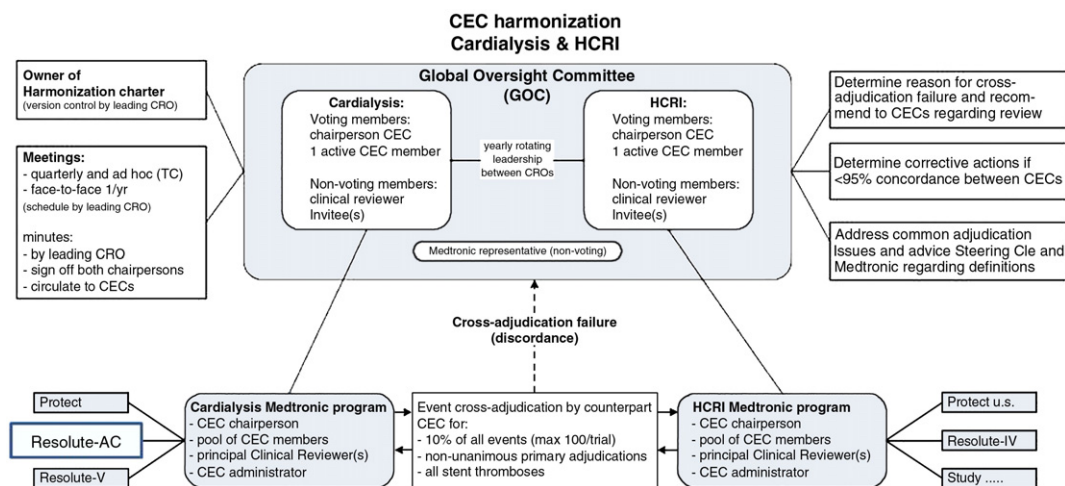 CEC harmonization
Cardialysis & HCRI
Owner of
Harmonization charter
(version control by leading CRO)
Meetings:
- quarterly and ad hoc (TC)
- face-to-face 1/yr
(schedule by leading CRO)
minutes:
- by leading CRO
- sign off both chairpersons
- circulate to CECs
Global Oversight Committee
(GOC)
Cardialysis:
Voting members:
chairperson CEC
1 active CEC member
Non-voting members:
clinical reviewer
Invitee(s)
yearly rotating
leadership
between CROs
HCRI:
Voting members:
chairperson CEC
1 active CEC member
Non-voting members:
clinical reviewer
Invitee(s)
Medtronic representative (non-voting)
Determine reason for cross-
adjudication failure and recom-
mend to CECs regarding review
Determine corrective actions if
<95% concordance between CECs
Address common adjudication
Issues and advice Steering Cle and
Medtronic regarding definitions
Cross-adjudication failure
(discordance)
Protect
Resolute-AC
Resolute-V
Cardialysis Medtronic program
- CEC chairperson
- pool of CEC members
- principal Clinical Reviewer(s)
- CEC administrator
Event cross-adjudication by counterpart
CEC for:
- 10% of all events (max 100/trial)
- non-unanimous primary adjudications
- all stent thromboses
HCRI Medtronic program
- CEC chairperson
- pool of CEC members
- principal Clinical Reviewer(s)
- CEC administrator
Protect u.s.
Resolute-IV
Study .....